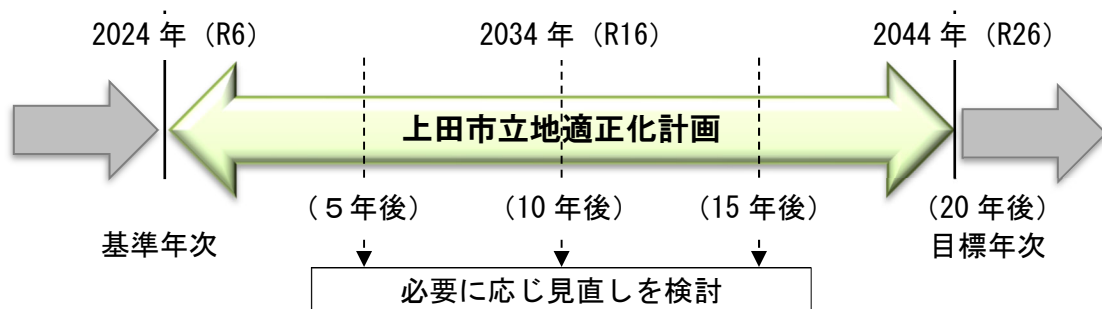 2024 年（R6） 2034 年（R16） 2044 年（R26）
上田市立地適正化計画
（５年後） （10 年後） （15 年後） （20 年後）
基準年次 目標年次
必要に応じ見直しを検討